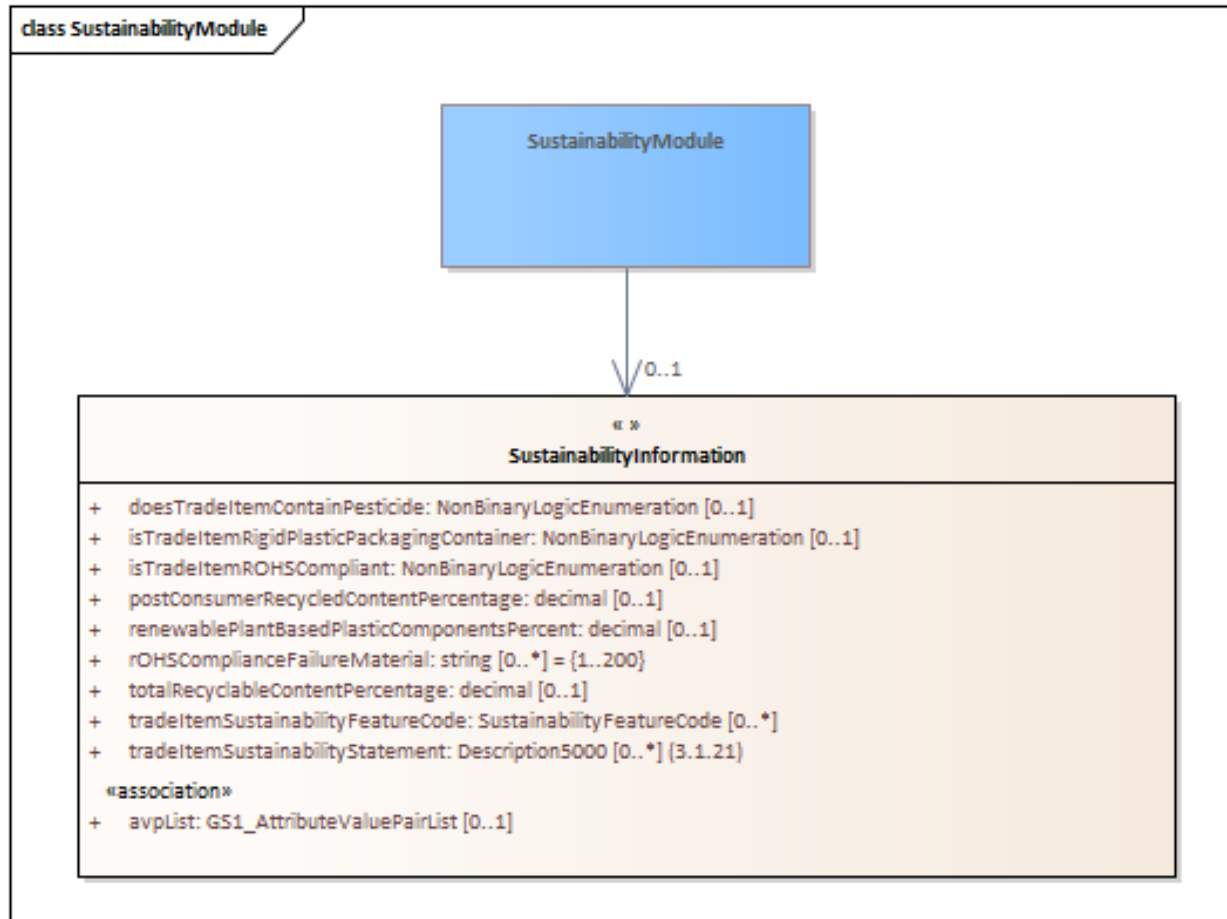 class SustainabilityModule
SustainabilityModule
0..1
« »
SustainabilityInformation
+ doesTradeItemContainPesticide: NonBinaryLogicEnumeration [0..1]
+ isTradeItemRigidPlasticPackagingContainer: NonBinaryLogicEnumeration [0..1]
+ isTradeItemROHSCompliant: NonBinaryLogicEnumeration [0..1]
+ postConsumerRecycledContentPercentage: decimal [0..1]
+ renewablePlantBasedPlasticComponentsPercent: decimal [0..1]
+ rOHSComplianceFailureMaterial: string [0..*] = {1..200}
+ totalRecyclableContentPercentage: decimal [0..1]
+ tradeItemSustainabilityFeatureCode: SustainabilityFeatureCode [0..*]
+ tradeItemSustainabilityStatement: Description5000 [0..*] (3.1.21)
«association»
+ avpList: GS1_AttributeValuePairList [0..1]